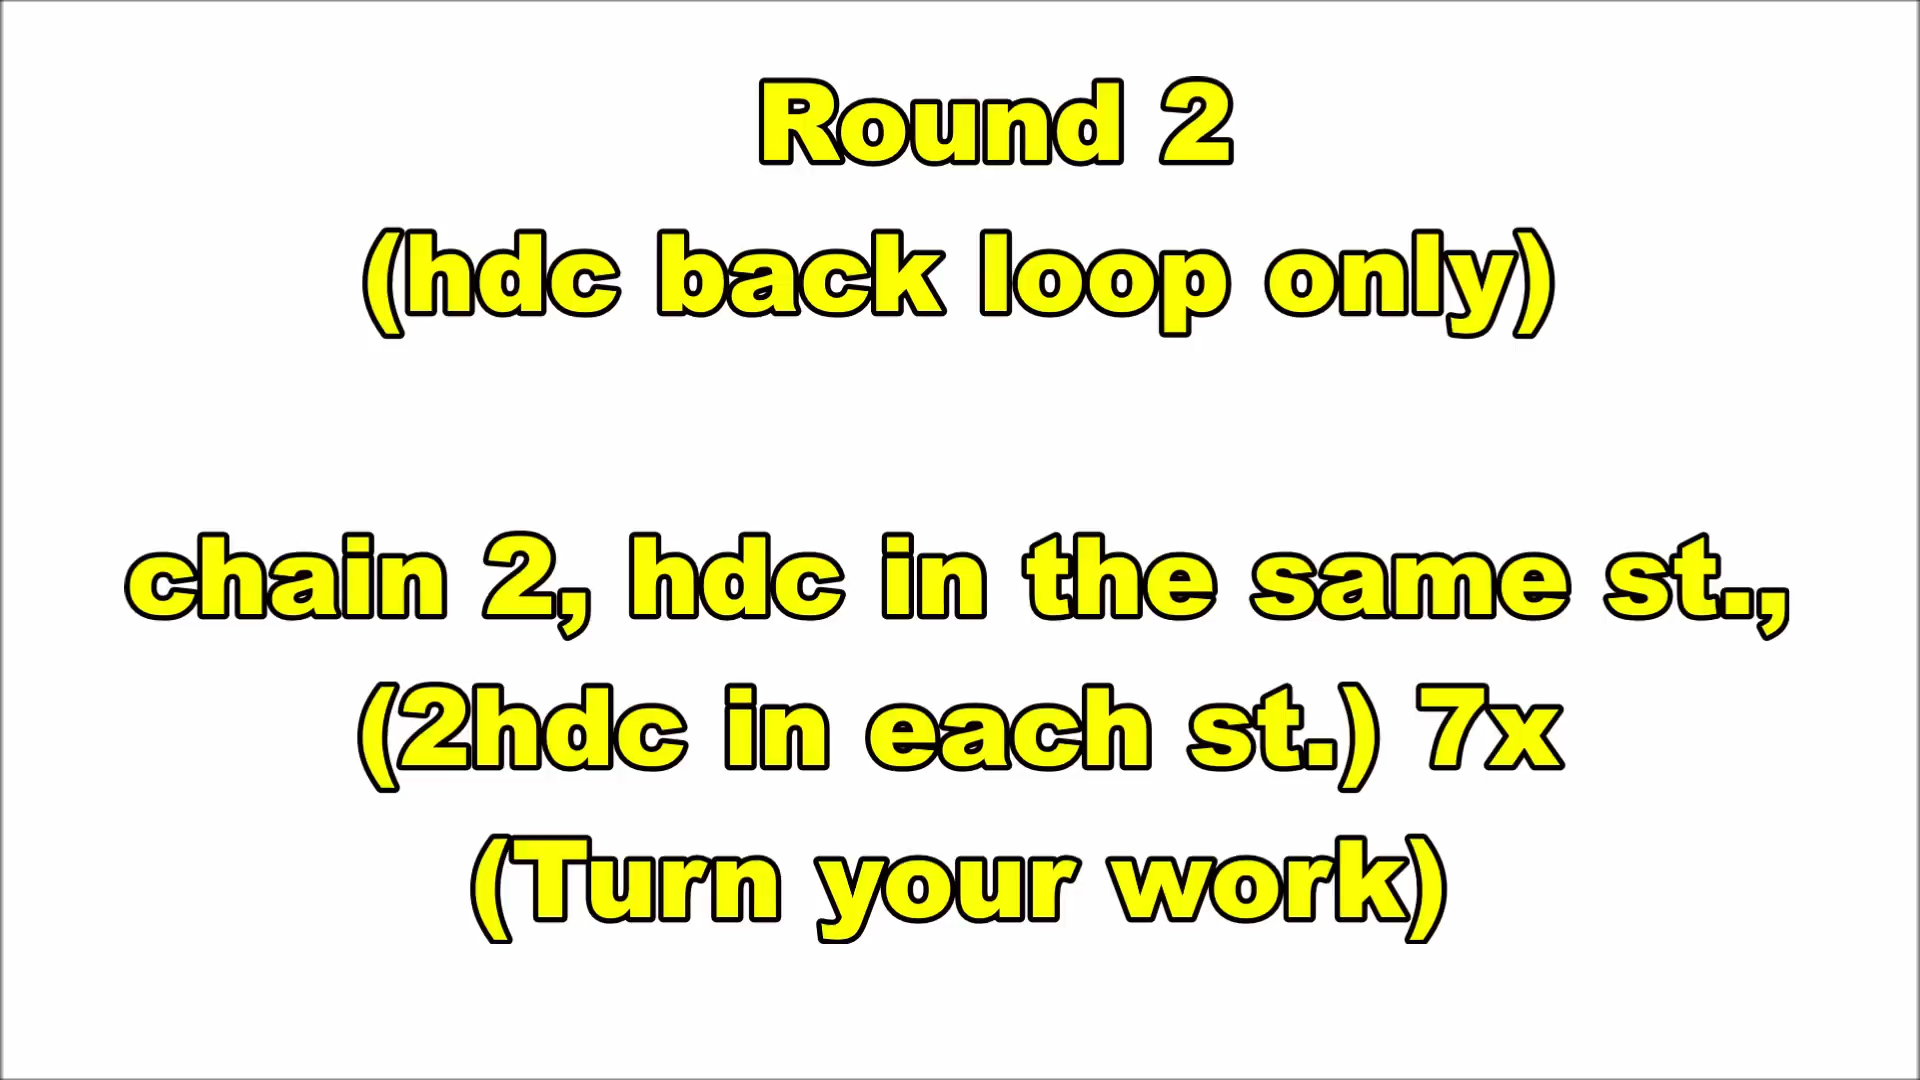 Round 2
(hdc back loop only)
chain 2, hdc in the same st.,
(2hdc in each st.) 7x
(Turn your work)